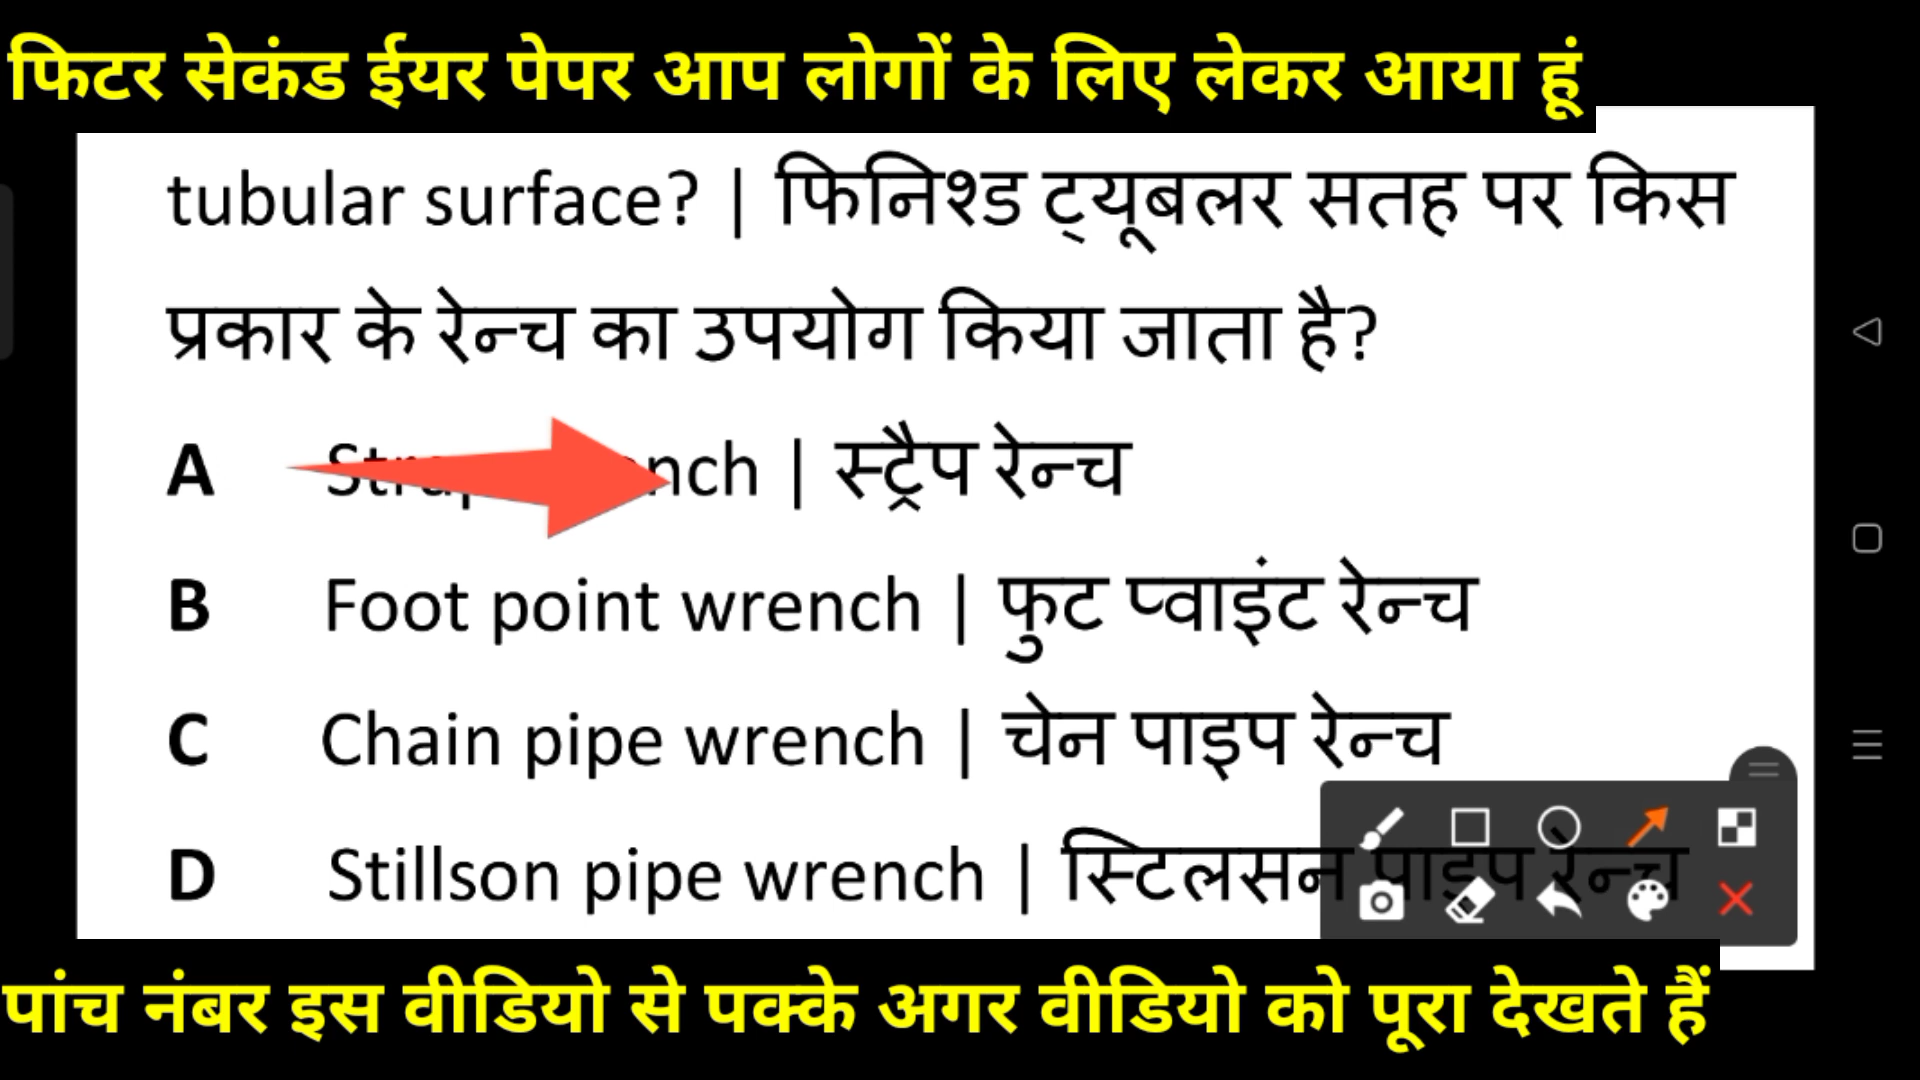 फिटर सेकंड ईयर पेपर आप लोगों के लिए लेकर आया हूं
tubular surface? | फिनिश्ड ट्यूबलर सतह पर किस
प्रकार के रेन्च का उपयोग किया जाता है?
A | स्ट्रैप रेन्च
B Foot point wrench | फुट प्वाइंट रेन्च
C Chain pipe wrench | चेन पाइप रेन्च
D Stillson pipe wrench | स्टिलसन पाइप रेन्च
पांच नंबर इस वीडियो से पक्के अगर वीडियो को पूरा देखते हैं